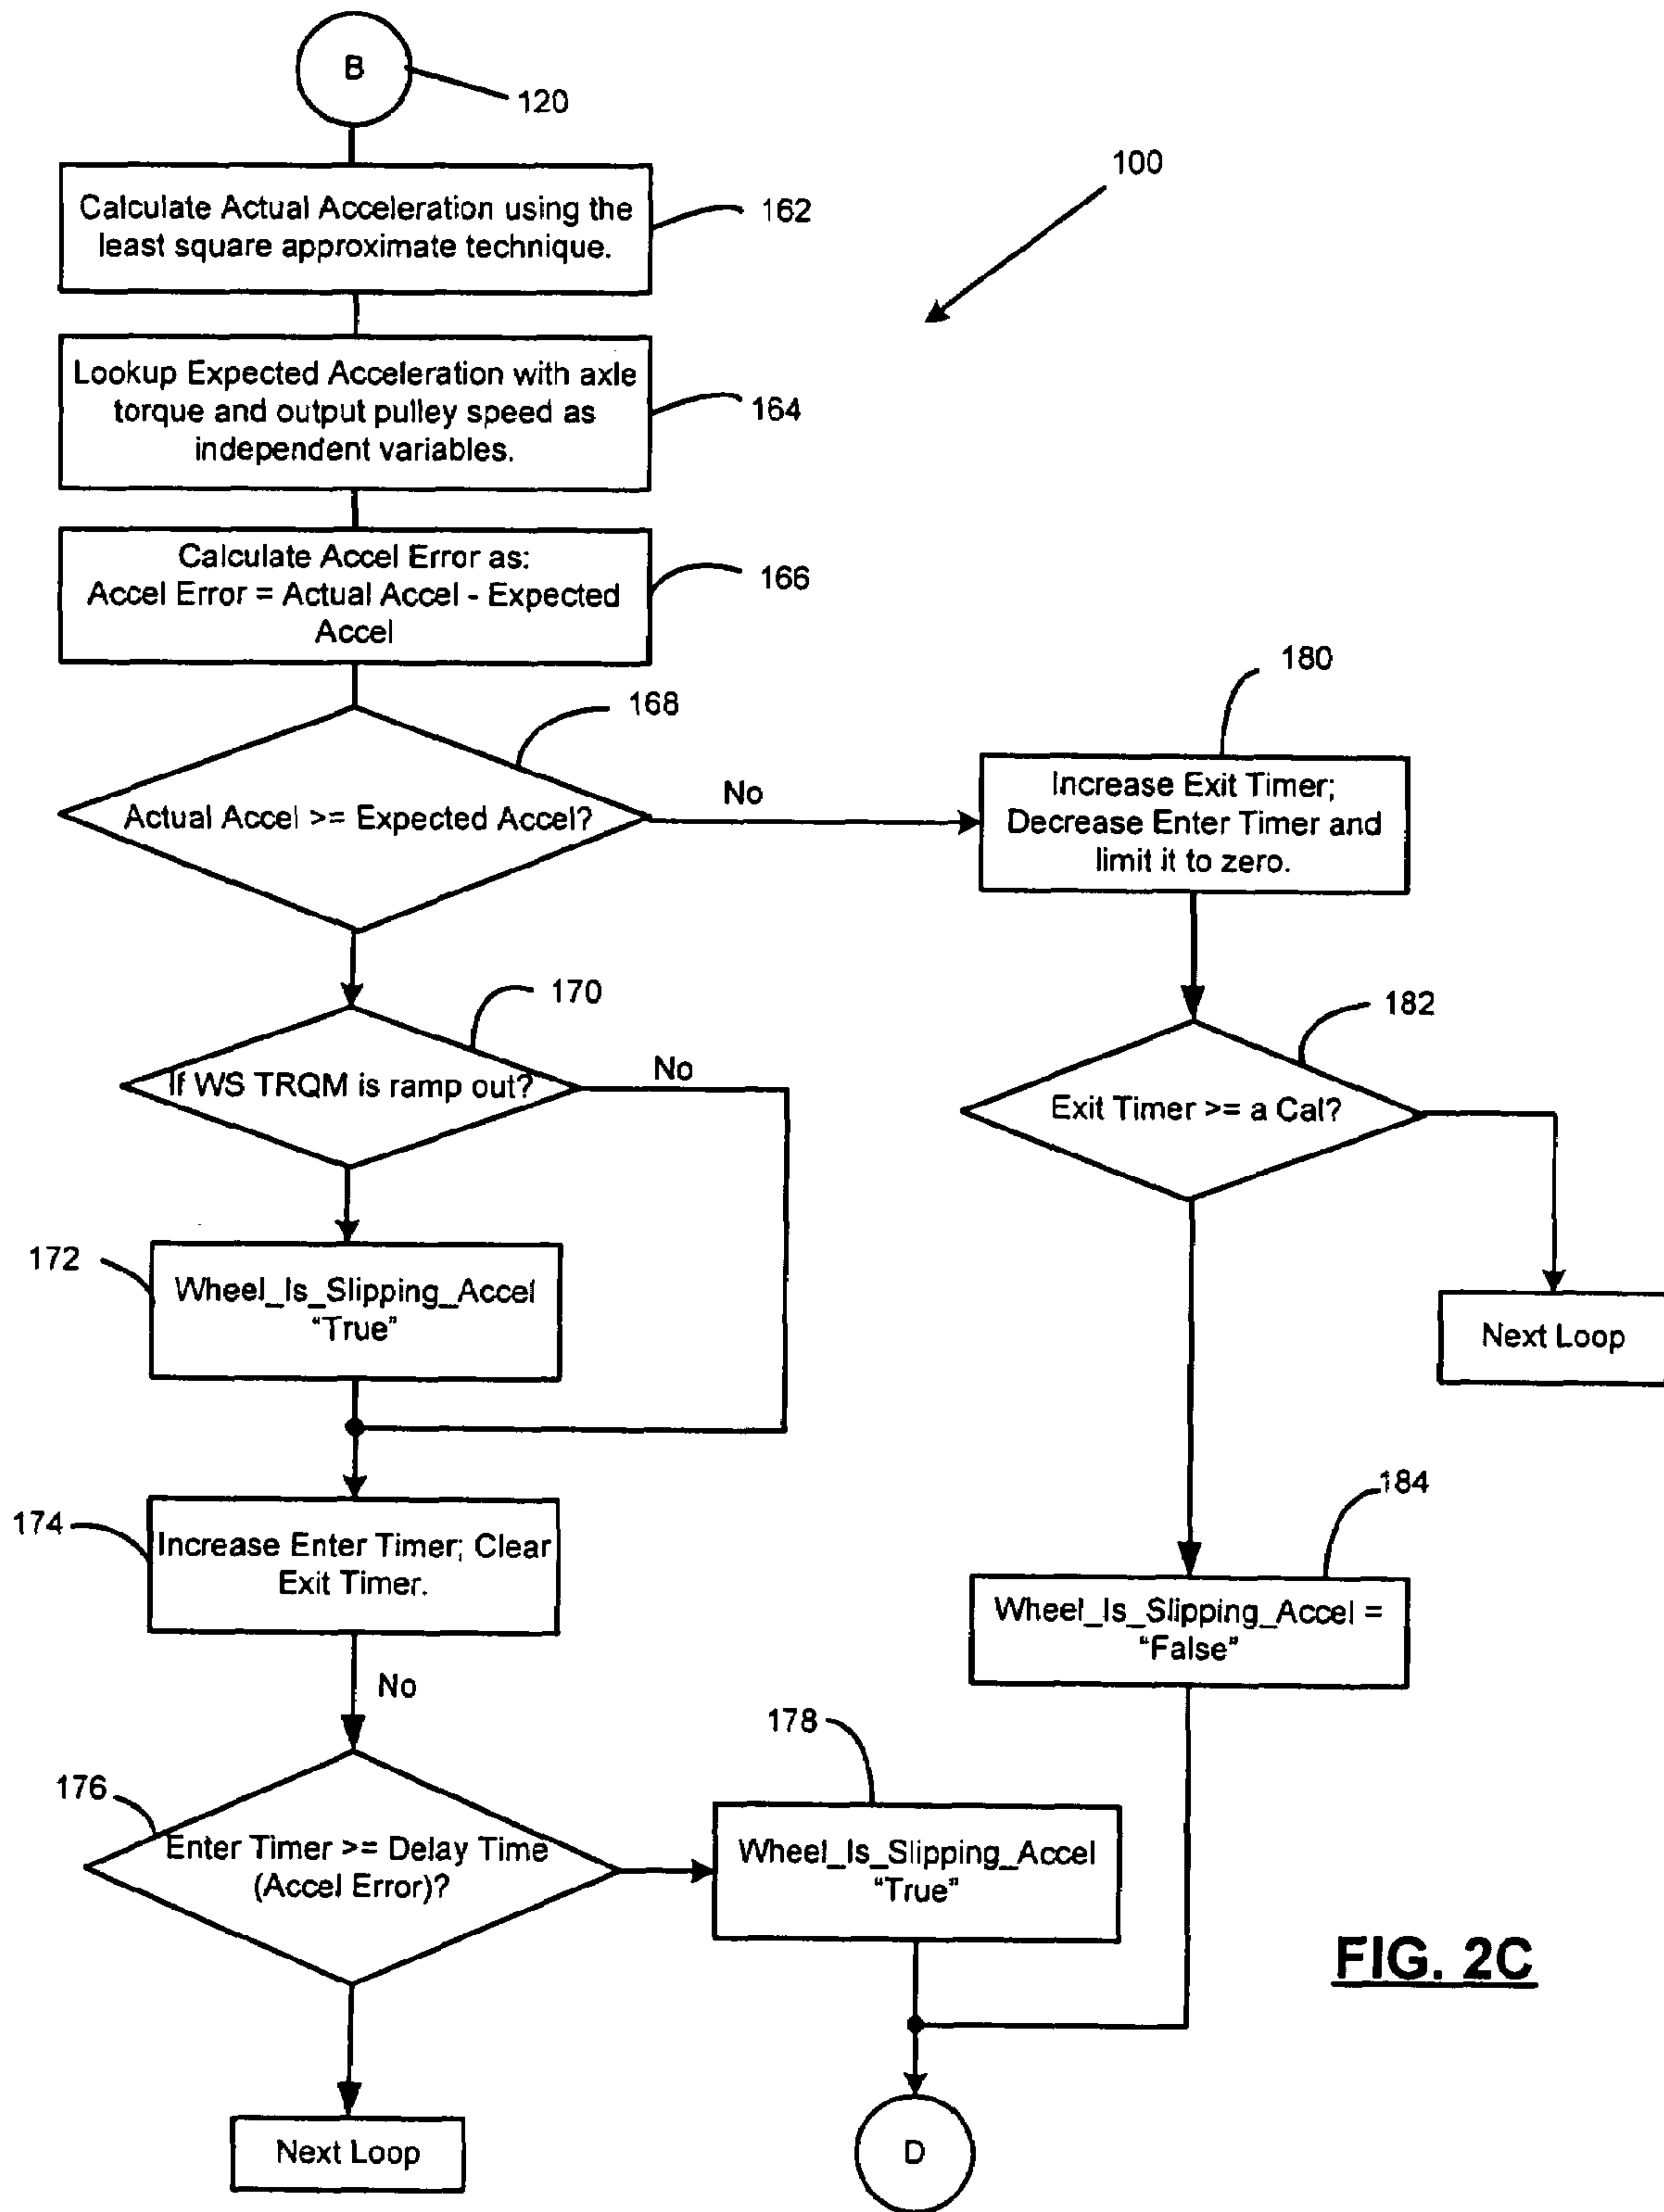 B
120
100
Calculate Actual Acceleration using the
least square approximate technique.
162
Lookup Expected Acceleration with axle
torque and output pulley speed as
independent variables.
164
Calculate Accel Error as:
Accel Error = Actual Accel - Expected
Accel
166
168
Actual Accel >= Expected Accel?
No
180
Increase Exit Timer;
Decrease Enter Timer and
limit it to zero.
170
If WS TRQM is ramp out?
No
182
Exit Timer >= a Cal?
172
Wheel_Is_Slipping_Accel
"True"
Next Loop
174
Increase Enter Timer; Clear
Exit Timer.
184
Wheel_Is_Slipping_Accel =
"False"
No
176
Enter Timer >= Delay Time
(Accel Error)?
178
Wheel_Is_Slipping_Accel
"True"
Next Loop
D
FIG. 2C